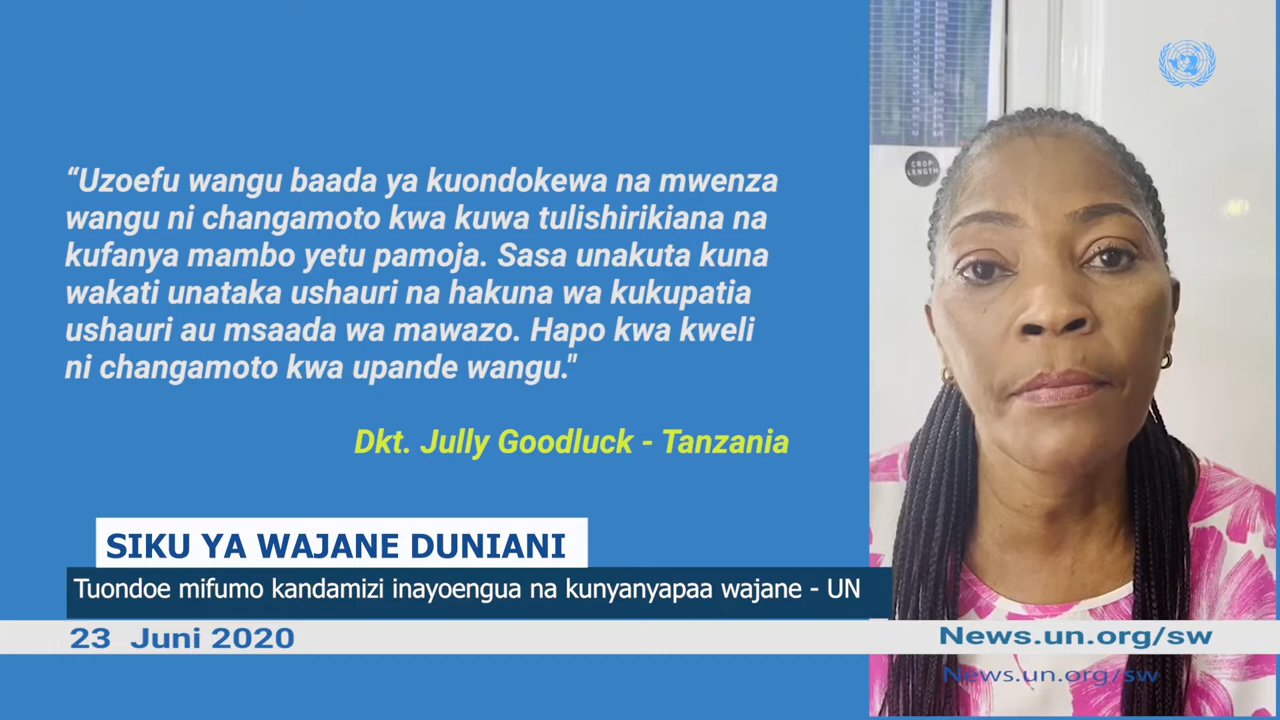 “Uzoefu wangu baada ya kuondokewa na mwenza
wangu ni changamoto kwa kuwa tulishirikiana na
kufanya mambo yetu pamoja. Sasa unakuta kuna
wakati unataka ushauri na hakuna wa kukupatia
ushauri au msaada wa mawazo. Hapo kwa kweli
ni changamoto kwa upande wangu."
Dkt. Jully Goodluck - Tanzania
CROP
LENGTH
SIKU YA WAJANE DUNIANI
Tuondoe mifumo kandamizi inayoengua na kunyanyapaa wajane - UN
23 Juni 2020
News.un.org/sw
News.un.org/sw